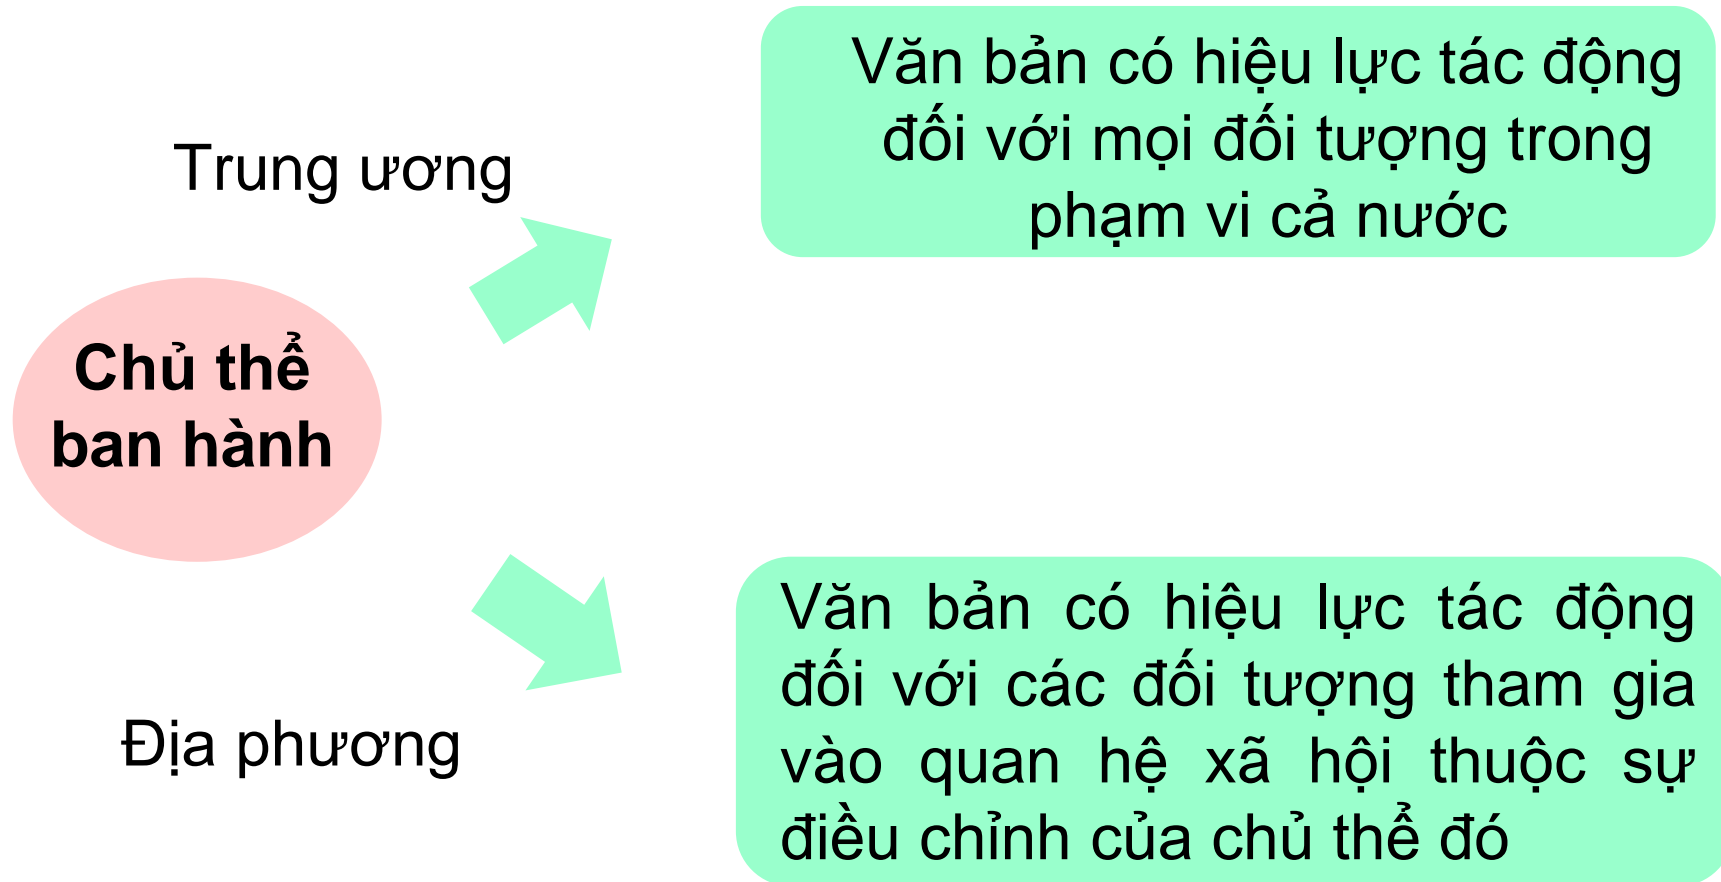 Trung ương
Văn bản có hiệu lực tác động
đối với mọi đối tượng trong
phạm vi cả nước
Chủ thể
ban hành
Địa phương
Văn bản có hiệu lực tác động
đối với các đối tượng tham gia
vào quan hệ xã hội thuộc sự
điều chỉnh của chủ thể đó